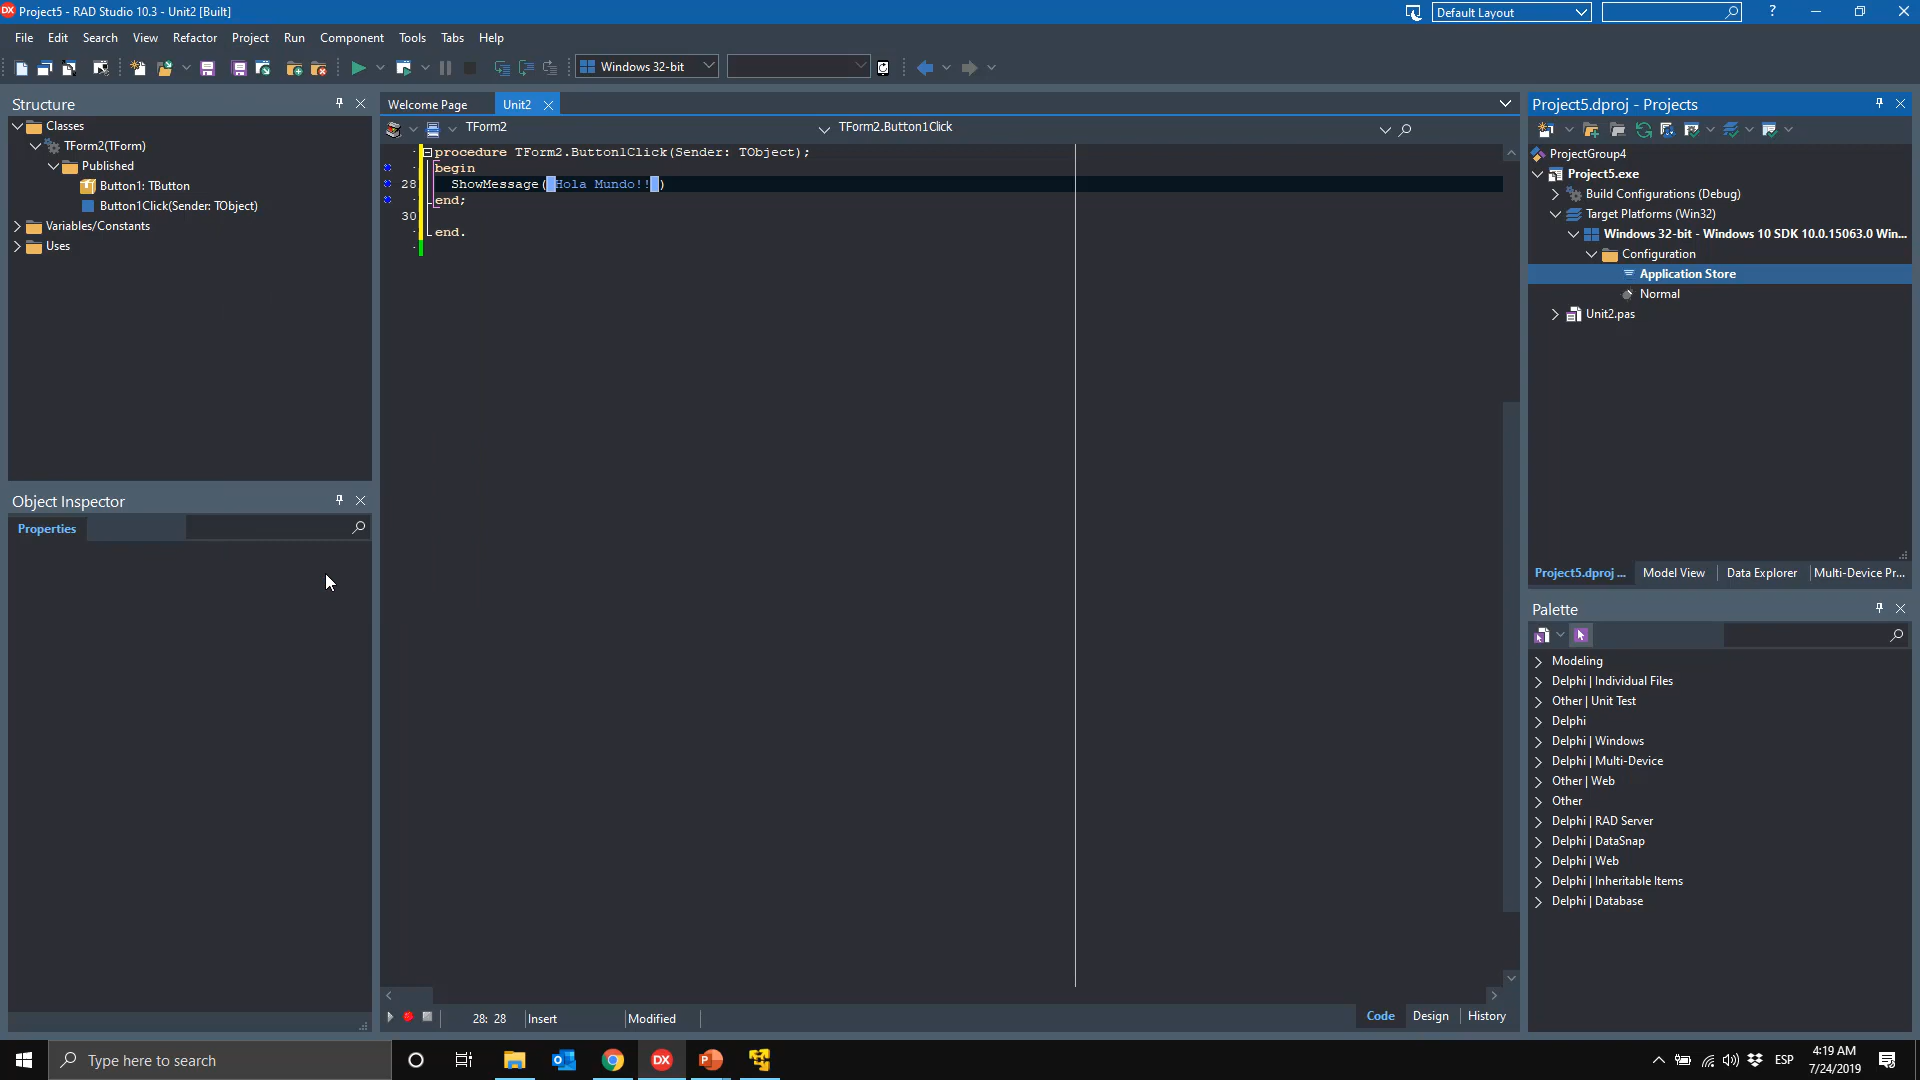 Project5 - RAD Studio 10.3 - Unit2 [Built]
Default Layout
File Edit Search View Refactor Project Run Component Tools Tabs Help
Windows 32-bit
Structure
Classes
TForm2(TForm)
Published
Button1: TButton
Button1Click(Sender: TObject)
Variables/Constants
Uses
Object Inspector
Properties
Welcome Page
Unit2
TForm2
TForm2.Button1Click
procedure TForm2.Button1Click(Sender: TObject);
begin
28 ShowMessage('Hola Mundo!!')
end;
30
end.
28: 28 Insert Modified
Code Design History
Project5.dproj - Projects
ProjectGroup4
Project5.exe
Build Configurations (Debug)
Target Platforms (Win32)
Windows 32-bit - Windows 10 SDK 10.0.15063.0 Win...
Configuration
Application Store
Normal
Unit2.pas
Project5.dproj ... Model View Data Explorer Multi-Device Pr...
Palette
Modeling
Delphi | Individual Files
Other | Unit Test
Delphi
Delphi | Windows
Delphi | Multi-Device
Other | Web
Other
Delphi | RAD Server
Delphi | DataSnap
Delphi | Web
Delphi | Inheritable Items
Delphi | Database
Type here to search
DX
ESP
4:19 AM
7/24/2019